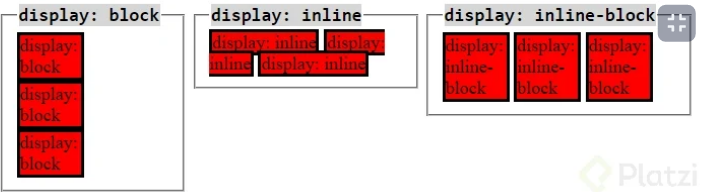 display: block
display:
block
display:
block
display:
block
display: inline
display: inline display:
inline display: inline
display: inline-block
display:
inline-
block
display:
inline-
block
display:
inline-
block
Platzi